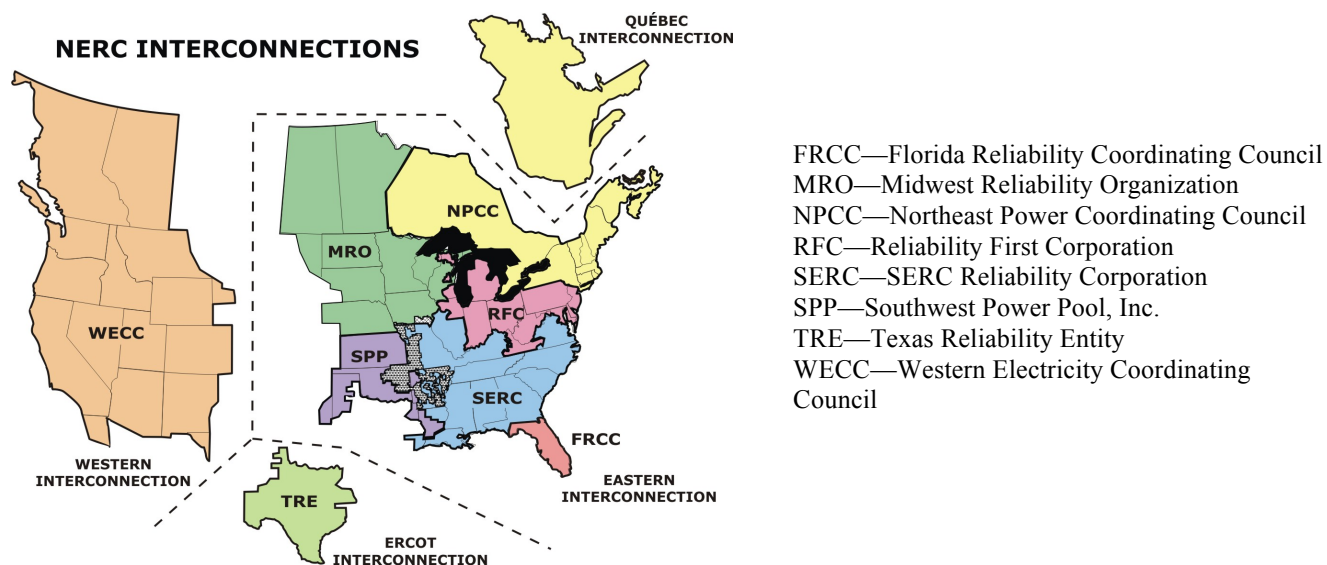 NERC INTERCONNECTIONS
QUÉBEC
INTERCONNECTION
NPCC
MRO
WECC
RFC
SPP
SERC
FRCC
WESTERN
INTERCONNECTION
EASTERN
INTERCONNECTION
TRE
ERCOT
INTERCONNECTION
FRCC—Florida Reliability Coordinating Council
MRO—Midwest Reliability Organization
NPCC—Northeast Power Coordinating Council
RFC—Reliability First Corporation
SERC—SERC Reliability Corporation
SPP—Southwest Power Pool, Inc.
TRE—Texas Reliability Entity
WECC—Western Electricity Coordinating
Council